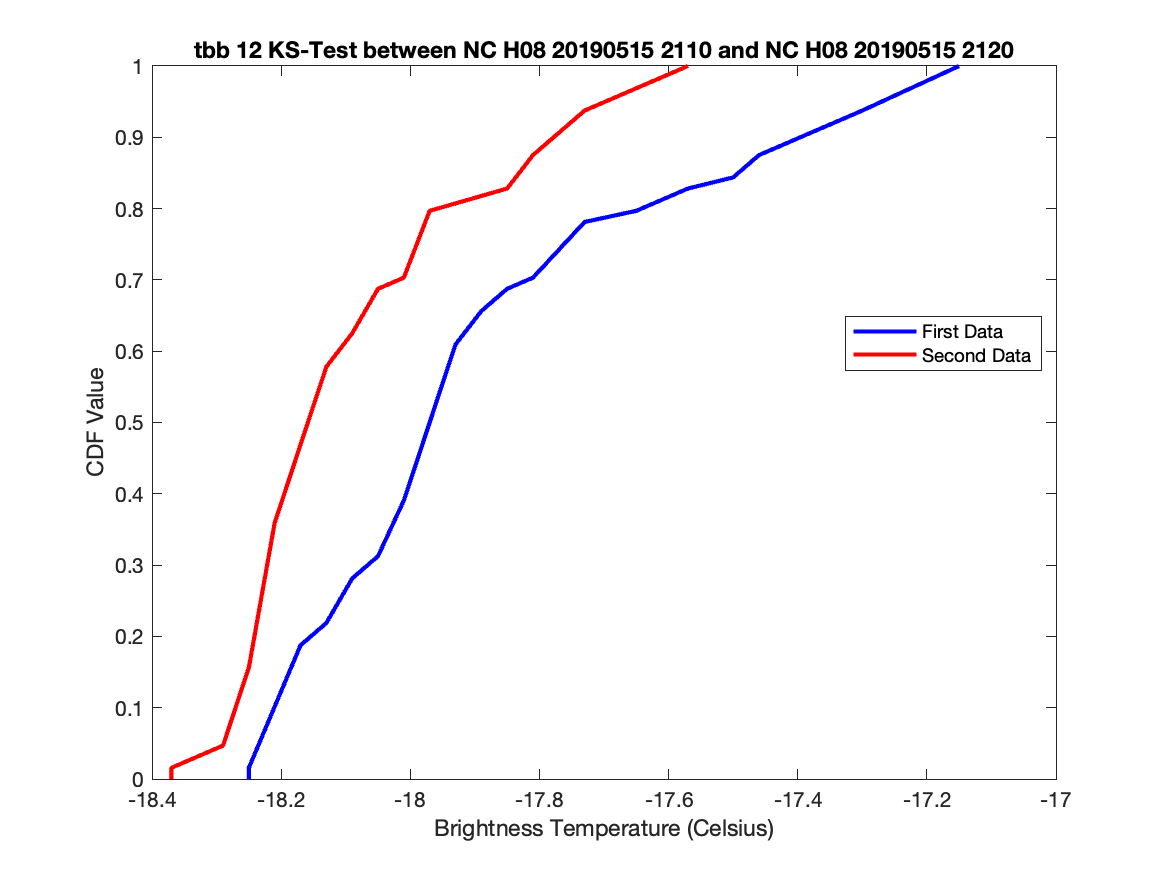 tbb 12 KS-Test between NC H08 20190515 2110 and NC H08 20190515 2120
1
0.9
0.8
0.7
0.6
0.5
0.4
0.3
0.2
0.1
0
CDF Value
First Data
Second Data
-18.4 -18.2 -18 -17.8 -17.6 -17.4 -17.2 -17
Brightness Temperature (Celsius)